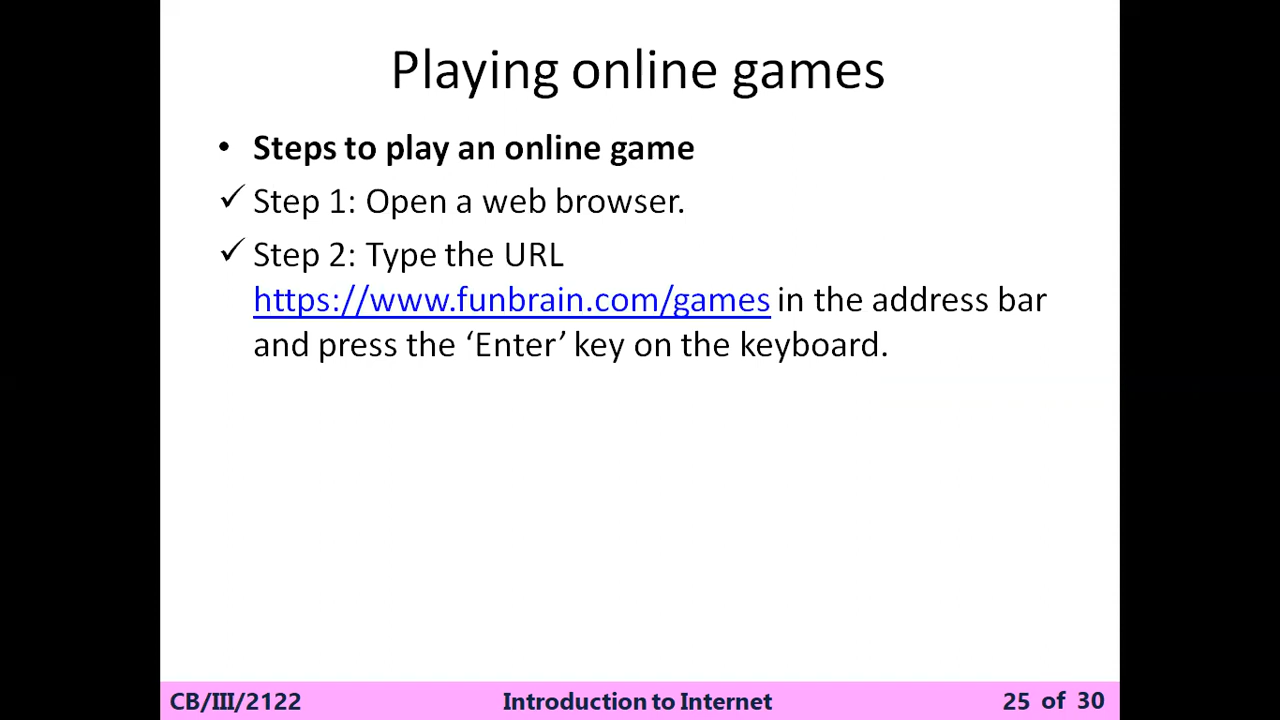 Playing online games
• Steps to play an online game
✓ Step 1: Open a web browser.
✓ Step 2: Type the URL
https://www.funbrain.com/games in the address bar
and press the ‘Enter’ key on the keyboard.
CB/III/2122 Introduction to Internet 25 of 30